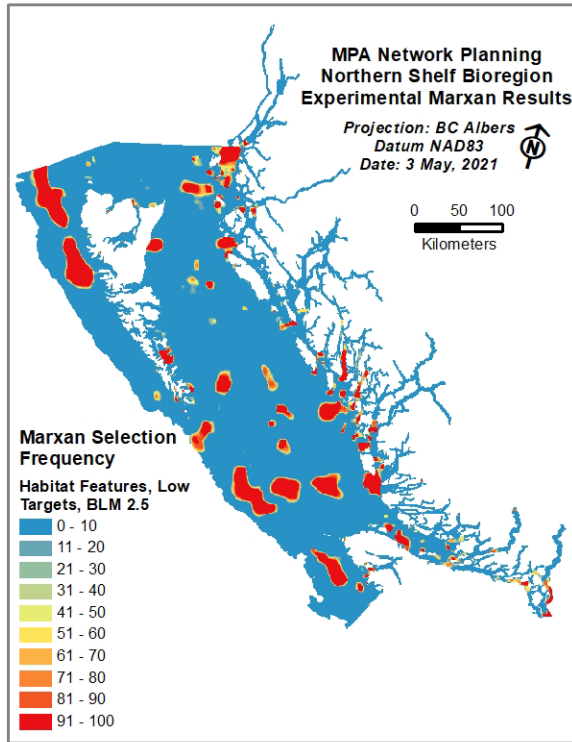 MPA Network Planning
Northern Shelf Bioregion
Experimental Marxan Results
Projection: BC Albers
Datum NAD83
Date: 3 May, 2021
N
0 50 100
Kilometers
Marxan Selection
Frequency
Habitat Features, Low
Targets, BLM 2.5
0 - 10
11 - 20
21 - 30
31 - 40
41 - 50
51 - 60
61 - 70
71 - 80
81 - 90
91 - 100